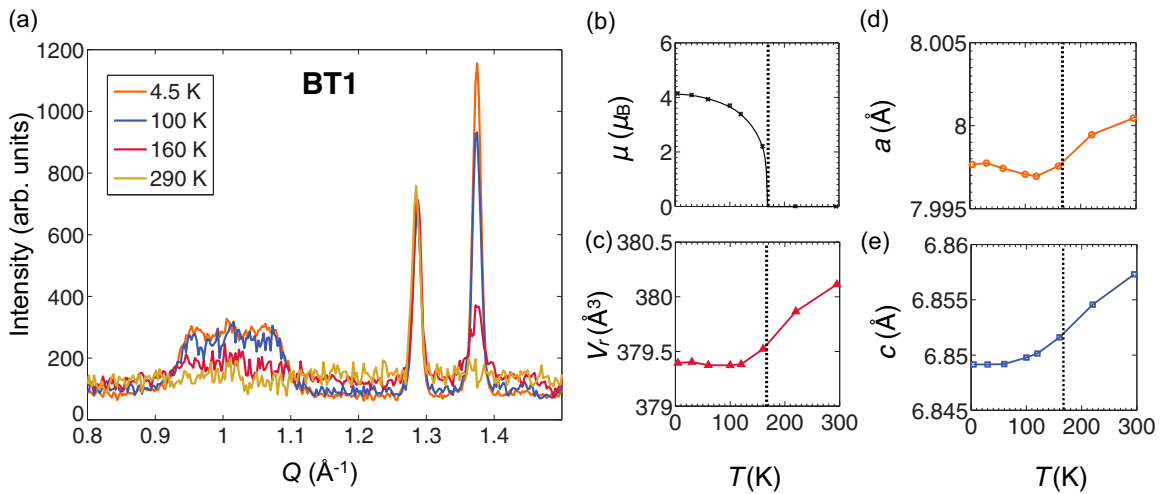 (a)
BT1
4.5 K
100 K
160 K
290 K
Intensity (arb. units)
0
200
400
600
800
1000
1200
0.8
0.9
1
1.1
1.2
1.3
1.4
Q (Å-1)
(b)
μ (μB)
6
4
2
0
(c)
Vr (Å3)
380.5
380
379.5
379
0
100
200
300
T(K)
(d)
a (Å)
8.005
8
7.995
(e)
c (Å)
6.86
6.855
6.850
6.845
0
100
200
300
T(K)